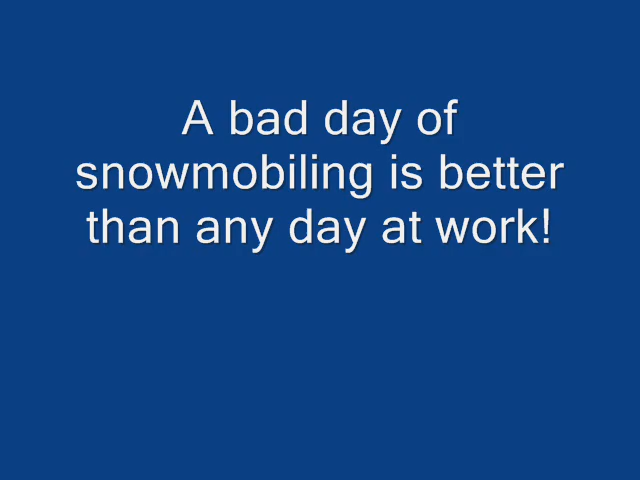 A bad day of
snowmobiling is better
than any day at work!